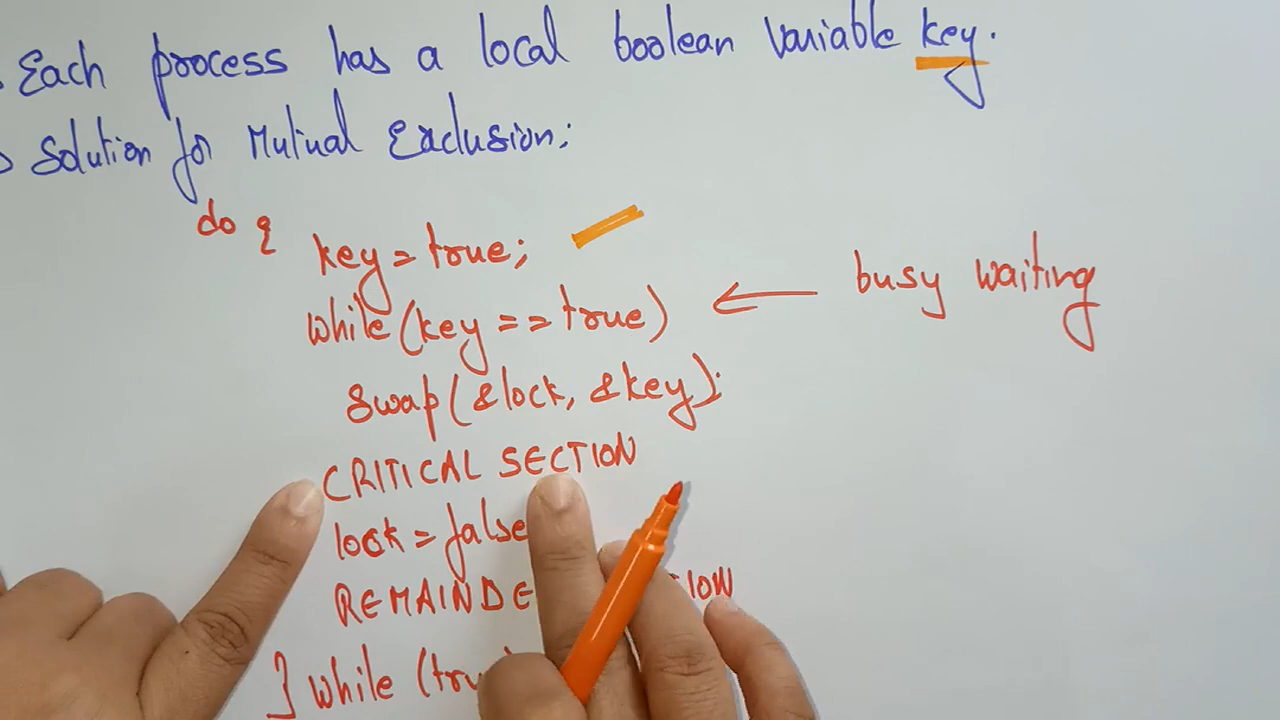 Each process has a local boolean variable key.
Solution for Mutual Exclusion:
do {
key = true;
while (key == true)
busy waiting
swap (&lock, &key);
CRITICAL SECTION
lock = false
} while